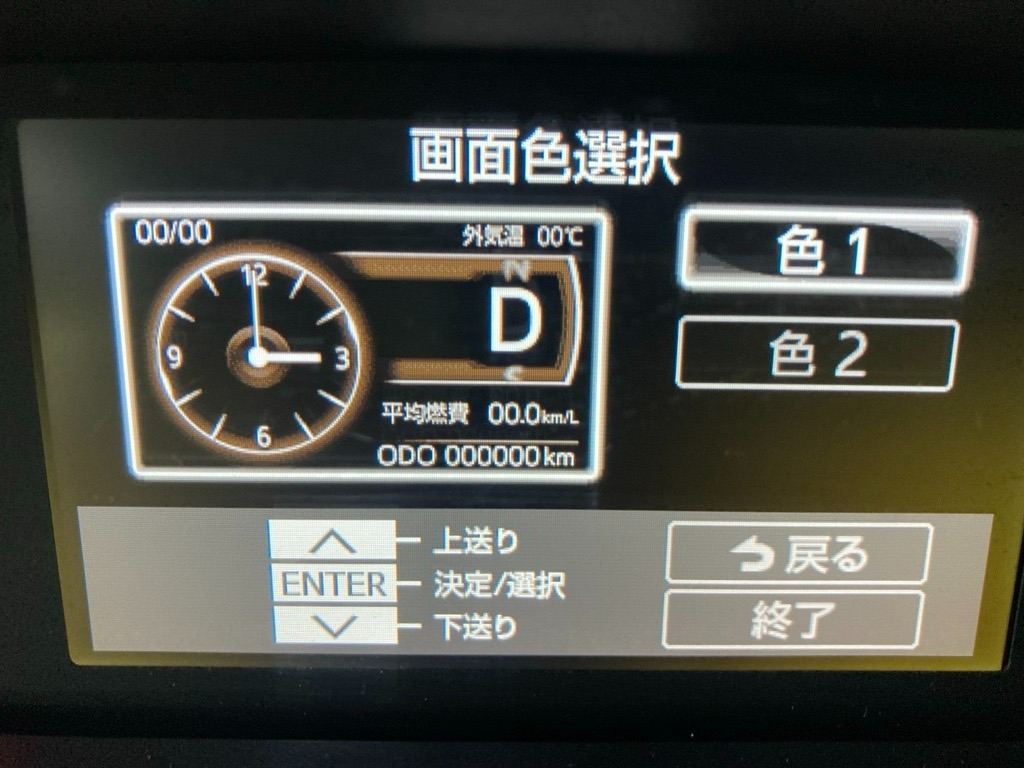 画面色選択
00/00
外気温 00℃
12
3
6
9
N
D
平均燃費 00.0km/L
ODO 000000km
色1
色2
上送り
ENTER 決定/選択
下送り
戻る
終了